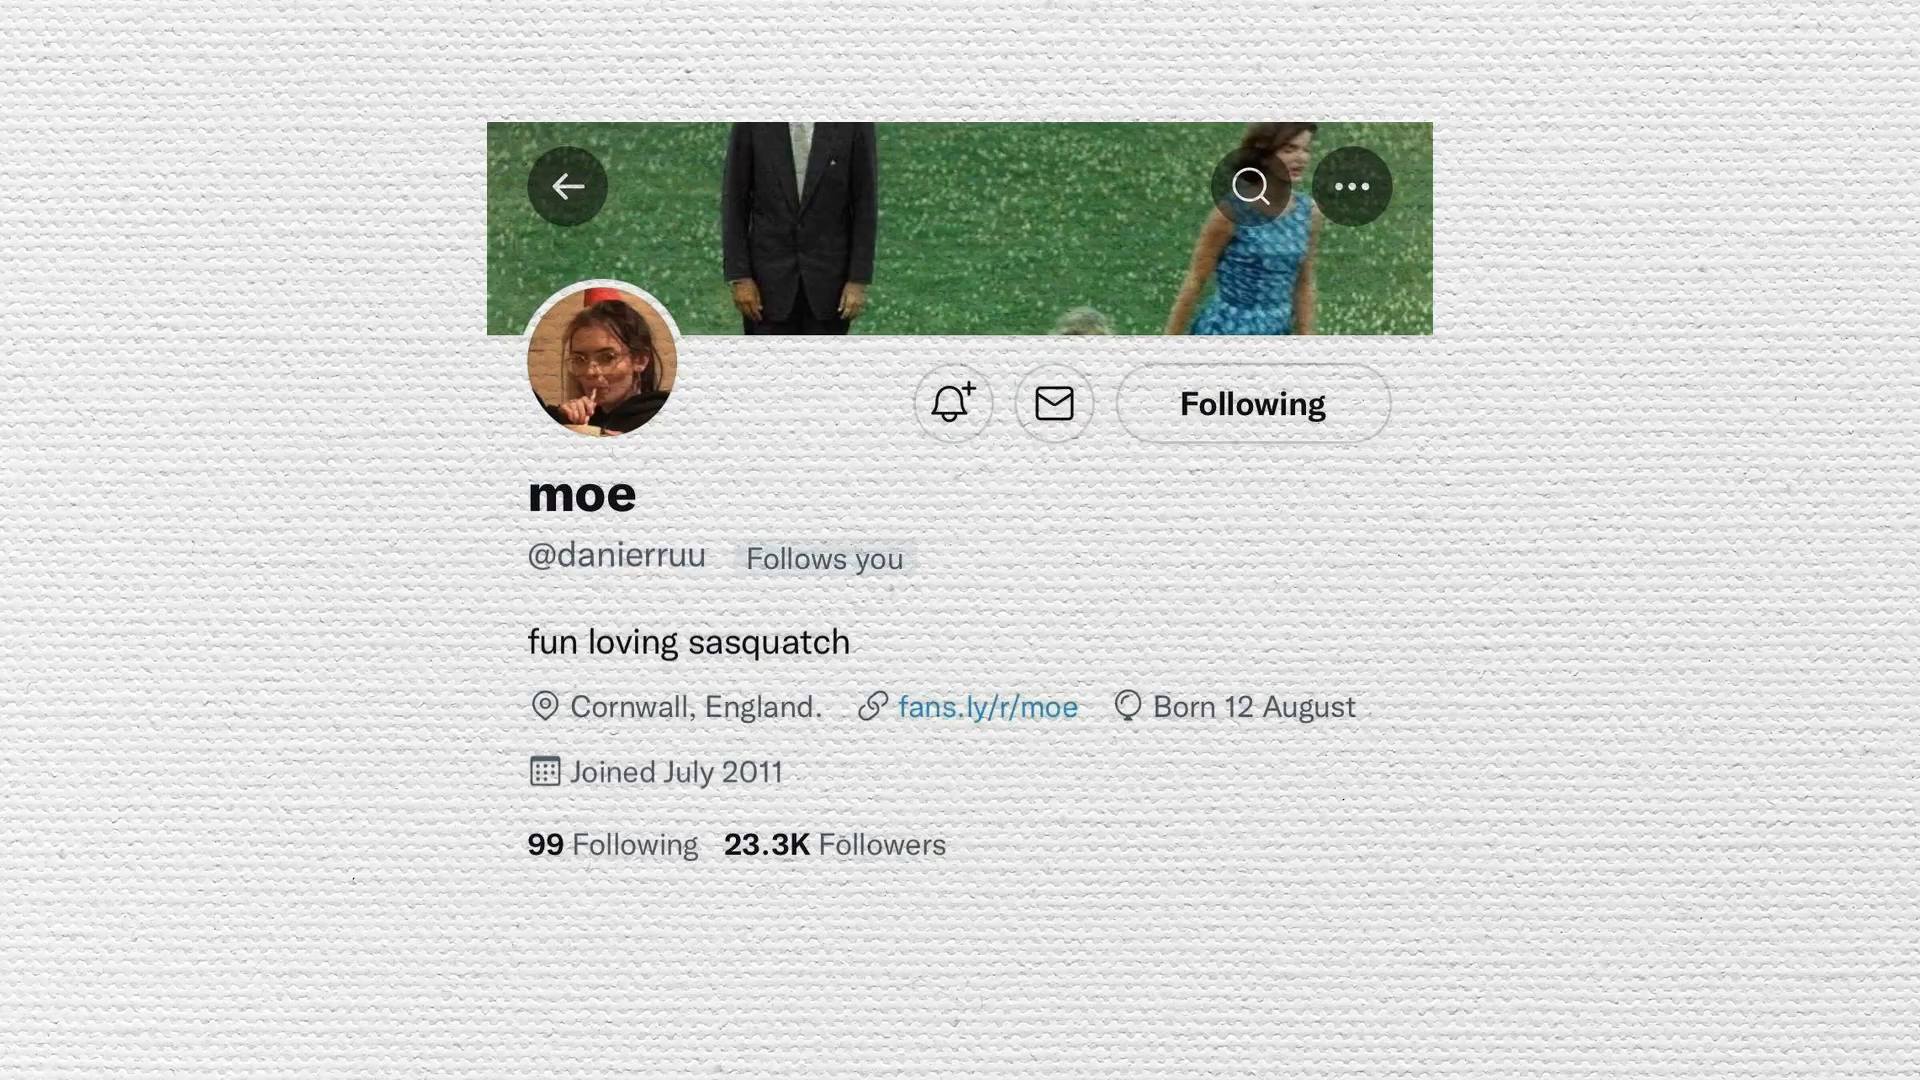 Following
moe
@danierruu Follows you
fun loving sasquatch
Cornwall, England. fans.ly/r/moe Born 12 August
Joined July 2011
99 Following 23.3K Followers